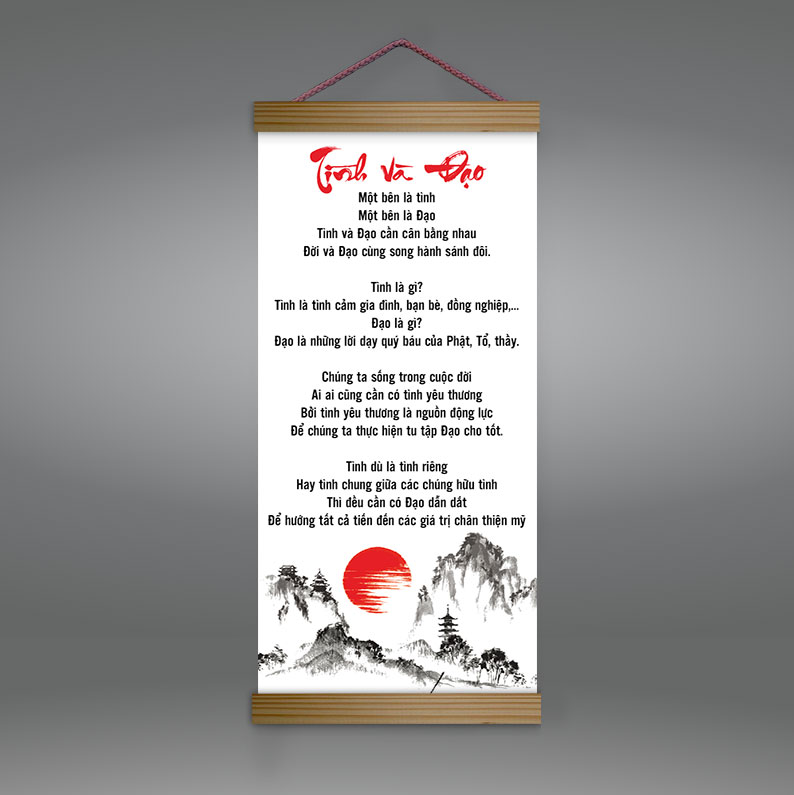 Tình và Đạo
Một bên là tình
Một bên là Đạo
Tình và Đạo cần cân bằng nhau
Đời và Đạo cùng song hành sánh đôi.
Tình là gì?
Tình là tình cảm gia đình, bạn bè, đồng nghiệp,...
Đạo là gì?
Đạo là những lời dạy quý báu của Phật, Tổ, thầy.
Chúng ta sống trong cuộc đời
Ai ai cũng cần có tình yêu thương
Bởi tình yêu thương là nguồn động lực
Để chúng ta thực hiện tu tập Đạo cho tốt.
Tình dù là tình riêng
Hay tình chung giữa các chúng hữu tình
Thì đều cần có Đạo dẫn dắt
Để hướng tất cả tiến đến các giá trị chân thiện mỹ